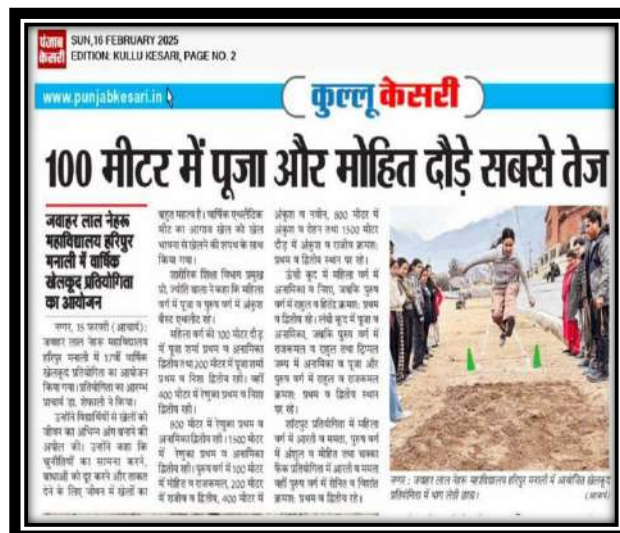 पंजाब केसरी
SUN,16 FEBRUARY 2025
EDITION: KULLU KESARI, PAGE NO. 2
www.punjabkesari.in
कुल्लू केसरी
100 मीटर में पूजा और मोहित दौड़े सबसे तेज
जवाहर लाल नेहरू
महाविद्यालय हरिपुर
मनाली में वार्षिक
खेलकूद प्रतियोगिता
का आयोजन
नग्गर, 15 फरवरी (आचार्य):
जवाहर लाल नेहरू महाविद्यालय
हरिपुर मनाली में 17वीं वार्षिक
खेलकूद प्रतियोगिता का आयोजन
किया गया। प्रतियोगिता का आरम्भ
प्राचार्य डा. शेफाली ने किया।
उन्होंने विद्यार्थियों से खेलों को
जीवन का अभिन्न अंग बनाने की
अपील की। उन्होंने कहा कि
चुनौतियों का सामना करने,
बाधाओं को दूर करने और ताकत
देने के लिए जीवन में खेलों का
बहुत महत्व है। वार्षिक एथलैटिक
मीट का आगाज खेल को खेल
भावना से खेलने की शपथ के साथ
किया गया।
शारीरिक शिक्षा विभाग प्रमुख
प्रो. ज्योति बाला ने कहा कि महिला
वर्ग में पूजा व पुरुष वर्ग में अंकुश
बैस्ट एथलीट रहे।
महिला वर्ग की 100 मीटर दौड़
में पूजा शर्मा प्रथम व अनामिका
द्वितीय तथा 200 मीटर में पूजा शर्मा
प्रथम व निशा द्वितीय रही। वहीं
400 मीटर में रेणुका प्रथम व निशा
द्वितीय रही।
800 मीटर में रेणुका प्रथम व
अनामिका द्वितीय रही। 1500 मीटर
में रेणुका प्रथम व अनामिका
द्वितीय रही। पुरुष वर्ग में 100 मीटर
में मोहित व राजकमल, 200 मीटर
में राजीव व द्वितीय, 400 मीटर में
अंकुश व नवीन, 800 मीटर में
अंकुश व रोहन तथा 1500 मीटर
दौड़ में अंकुश व राजीव क्रमश:
प्रथम व द्वितीय स्थान पर रहे।
ऊंची कूद में महिला वर्ग में
अनामिका व निशा, जबकि पुरुष
वर्ग में राहुल व हितेंद्र क्रमश: प्रथम
व द्वितीय रहे। लंबी कूद में पूजा व
अनामिका, जबकि पुरुष वर्ग में
राजकमल व राहुल तथा ट्रिप्पल
जम्प में अनामिका व पूजा और
पुरुष वर्ग में राहुल व राजकमल
क्रमश: प्रथम व द्वितीय स्थान
पर रहे।
शॉटपुट प्रतियोगिता में महिला
वर्ग में आरती व ममता, पुरुष वर्ग
में अंशुल व मोहित तथा चक्का
फैंक प्रतियोगिता में आरती व ममता
वहीं पुरुष वर्ग में रोनित व निशांत
क्रमश: प्रथम व द्वितीय रहे।
नग्गर : जवाहर लाल नेहरू महाविद्यालय हरिपुर मनाली में आयोजित खेलकूद
प्रतियोगिता में भाग लेती छात्रा।
(आचार्य)